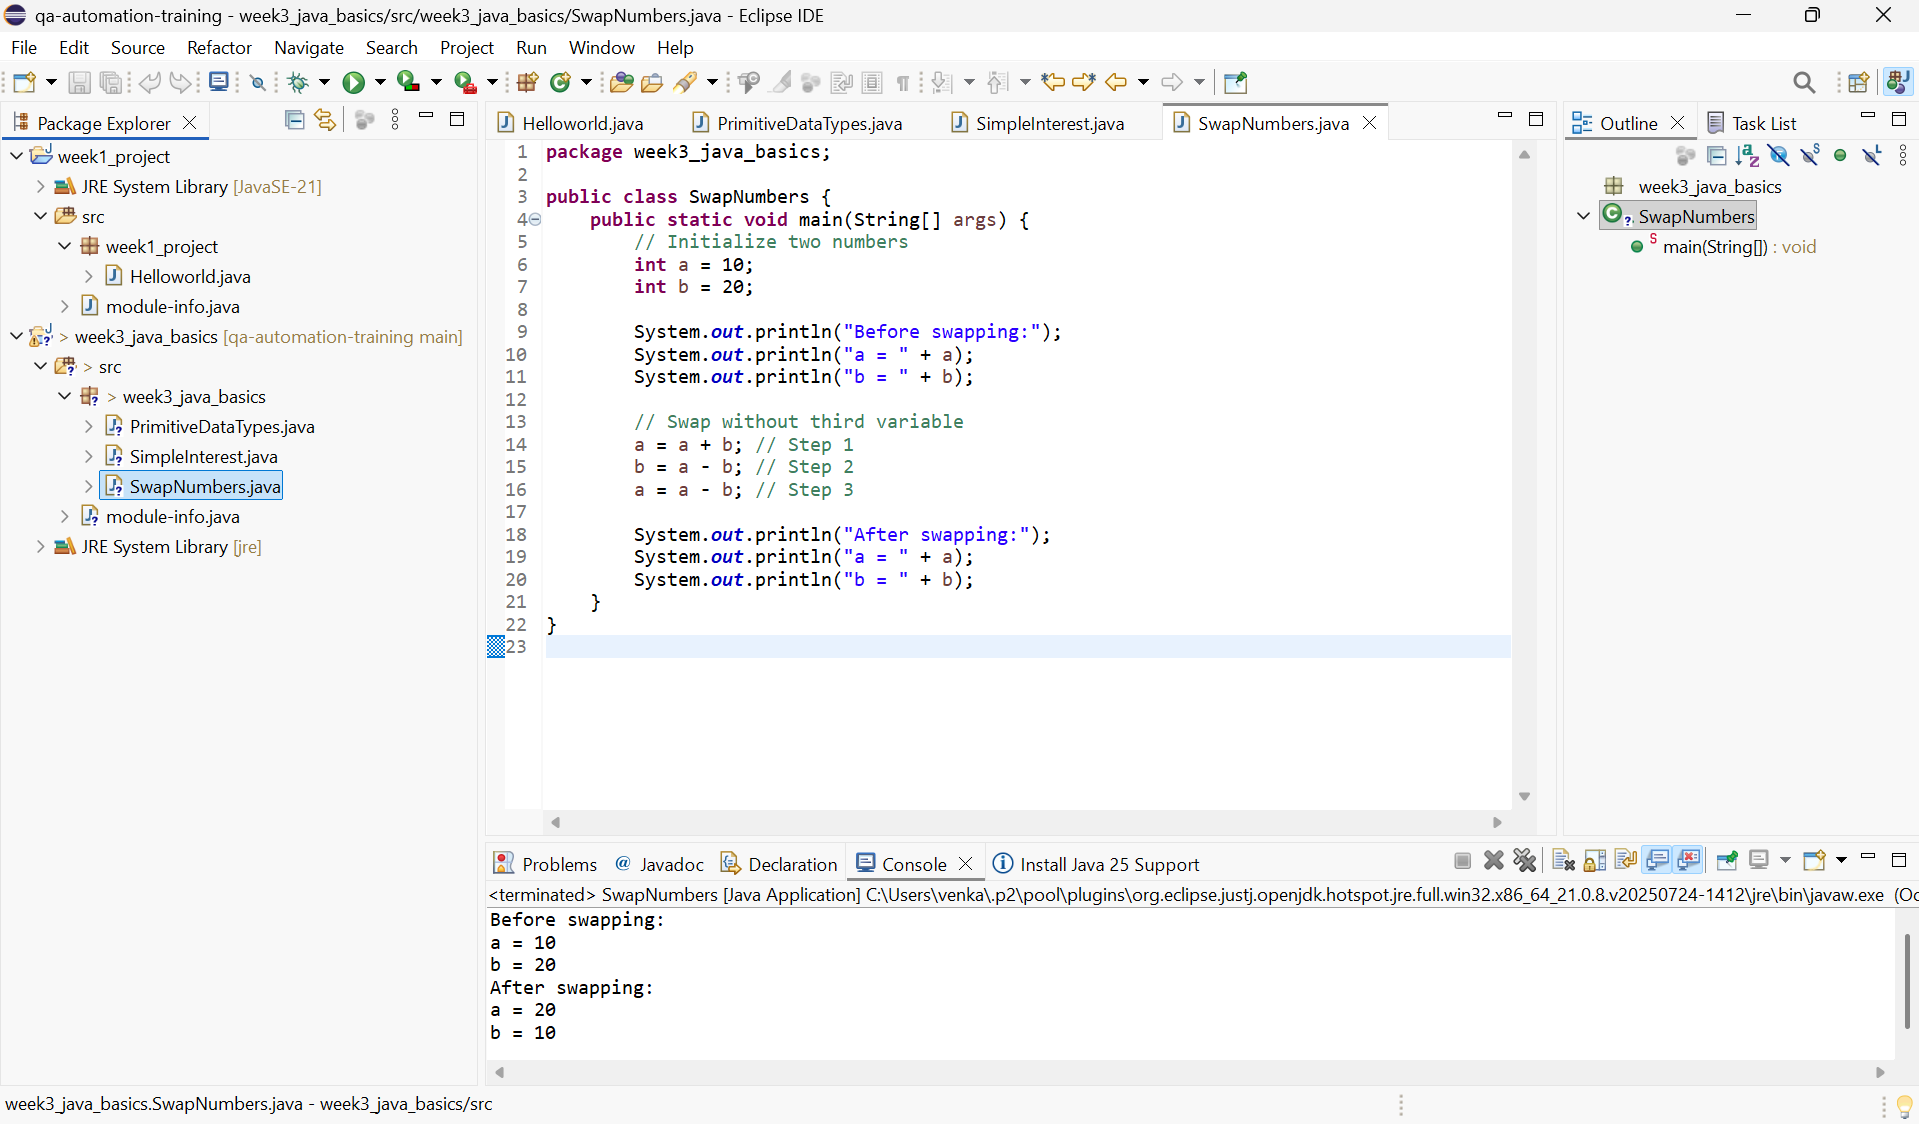 qa-automation-training - week3_java_basics/src/week3_java_basics/SwapNumbers.java - Eclipse IDE
File Edit Source Refactor Navigate Search Project Run Window Help
Package Explorer
week1_project
JRE System Library [JavaSE-21]
src
week1_project
Helloworld.java
module-info.java
> week3_java_basics [qa-automation-training main]
> src
> week3_java_basics
PrimitiveDataTypes.java
SimpleInterest.java
SwapNumbers.java
module-info.java
JRE System Library [jre]
Helloworld.java PrimitiveDataTypes.java SimpleInterest.java SwapNumbers.java
1 package week3_java_basics;
2
3 public class SwapNumbers {
4 public static void main(String[] args) {
5 // Initialize two numbers
6 int a = 10;
7 int b = 20;
8
9 System.out.println("Before swapping:");
10 System.out.println("a = " + a);
11 System.out.println("b = " + b);
12
13 // Swap without third variable
14 a = a + b; // Step 1
15 b = a - b; // Step 2
16 a = a - b; // Step 3
17
18 System.out.println("After swapping:");
19 System.out.println("a = " + a);
20 System.out.println("b = " + b);
21 }
22 }
23
Outline Task List
week3_java_basics
SwapNumbers
main(String[]) : void
Problems Javadoc Declaration Console Install Java 25 Support
<terminated> SwapNumbers [Java Application] C:\Users\venka\.p2\pool\plugins\org.eclipse.justj.openjdk.hotspot.jre.full.win32.x86_64_21.0.8.v20250724-1412\jre\bin\javaw.exe (Oc
Before swapping:
a = 10
b = 20
After swapping:
a = 20
b = 10
week3_java_basics.SwapNumbers.java - week3_java_basics/src